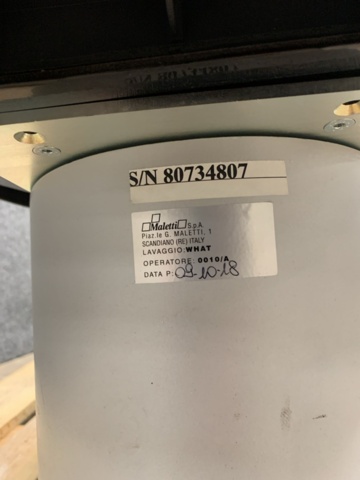 S/N 80734807
Maletti S.p.A.
Piaz.le G. MALETTI, 1
SCANDIANO (RE) ITALY
LAVAGGIO: WHAT
OPERATORE: 0010/A
DATA P: 09-10-18